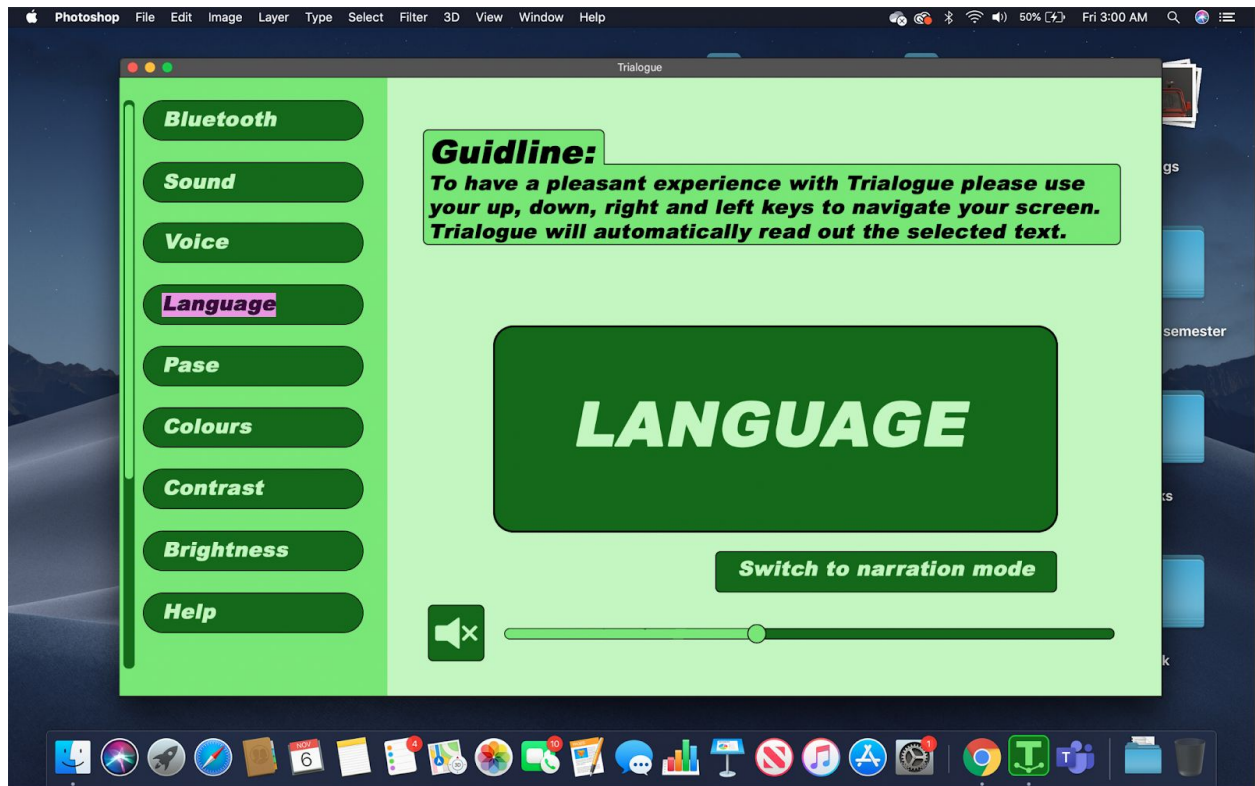 Photoshop File Edit Image Layer Type Select Filter 3D View Window Help 50% Fri 3:00 AM
Trialogue
Bluetooth
Sound
Voice
Language
Pase
Colours
Contrast
Brightness
Help
Guidline:
To have a pleasant experience with Trialogue please use
your up, down, right and left keys to navigate your screen.
Trialogue will automatically read out the selected text.
LANGUAGE
Switch to narration mode
gs
semester
ks
k
4
NOV
6
10
1
T
T